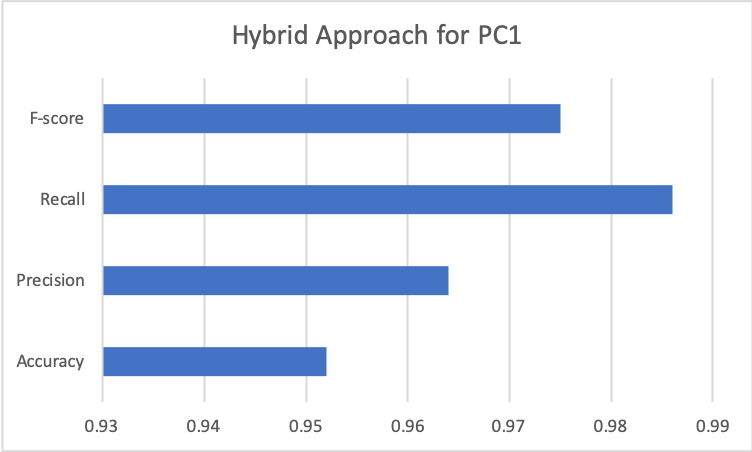 Hybrid Approach for PC1
F-score
Recall
Precision
Accuracy
0.93 0.94 0.95 0.96 0.97 0.98 0.99